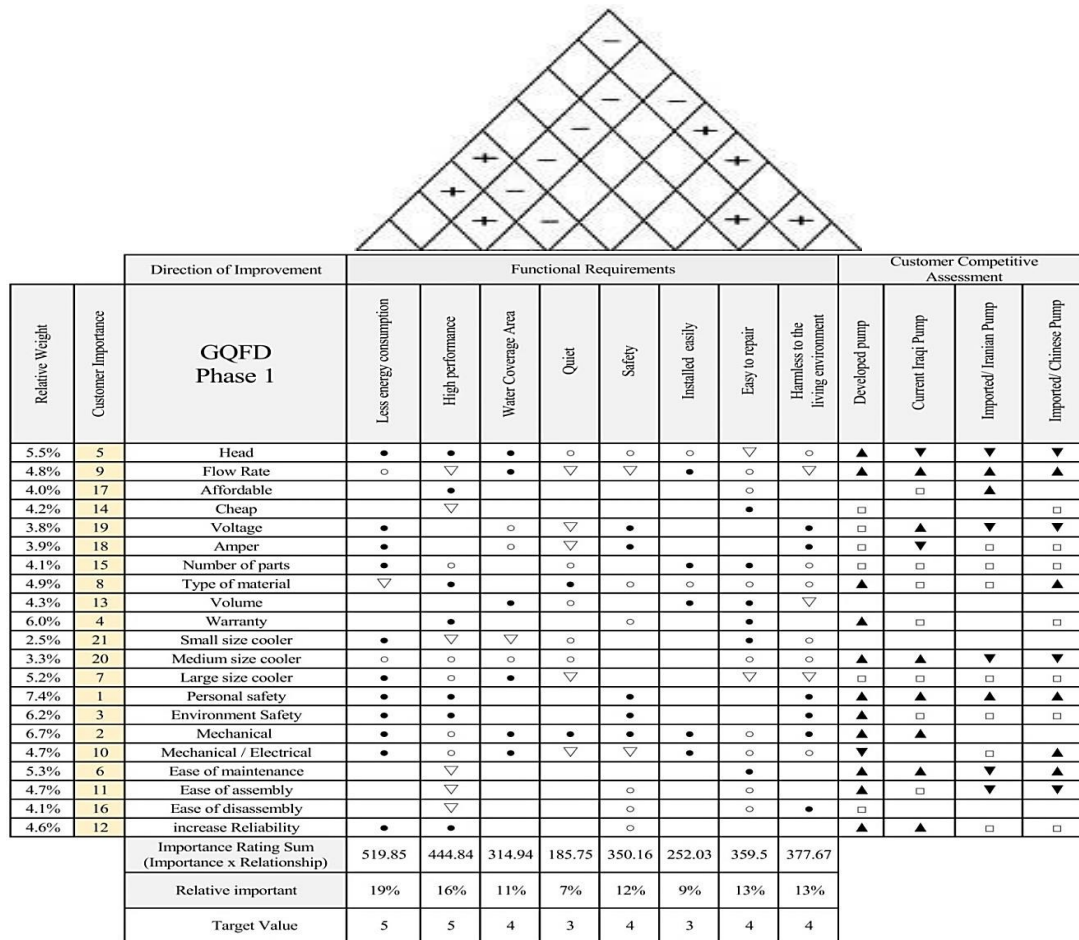 Direction of Improvement Functional Requirements Customer Competitive
Assessment
Relative Weight
Customer Importance
GQFD
Phase 1
Less energy consumption
High performance
Water Coverage Area
Quiet
Safety
Installed easily
Easy to repair
Harmless to the
living environment
Developed pump
Current Iraqi Pump
Imported/ Iranian Pump
Imported/ Chinese Pump
5.5% 5 Head
4.8% 9 Flow Rate
4.0% 17 Affordable
4.2% 14 Cheap
3.8% 19 Voltage
3.9% 18 Amper
4.1% 15 Number of parts
4.9% 8 Type of material
4.3% 13 Volume
6.0% 4 Warranty
2.5% 21 Small size cooler
3.3% 20 Medium size cooler
5.2% 7 Large size cooler
7.4% 1 Personal safety
6.2% 3 Environment Safety
6.7% 2 Mechanical
4.7% 10 Mechanical / Electrical
5.3% 6 Ease of maintenance
4.7% 11 Ease of assembly
4.1% 16 Ease of disassembly
4.6% 12 increase Reliability
Importance Rating Sum
(Importance x Relationship) 519.85 444.84 314.94 185.75 350.16 252.03 359.5 377.67
Relative important 19% 16% 11% 7% 12% 9% 13% 13%
Target Value 5 5 4 3 4 3 4 4